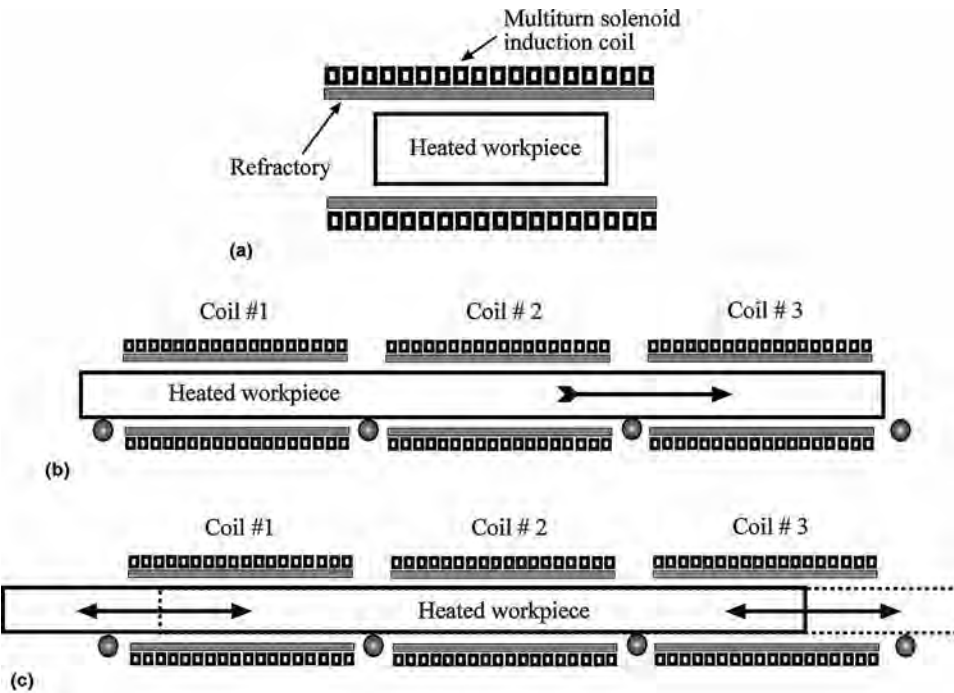 Multiturn solenoid
induction coil
Heated workpiece
Refractory
(a)
Coil #1 Coil # 2 Coil # 3
Heated workpiece
(b)
Coil #1 Coil # 2 Coil # 3
Heated workpiece
(c)